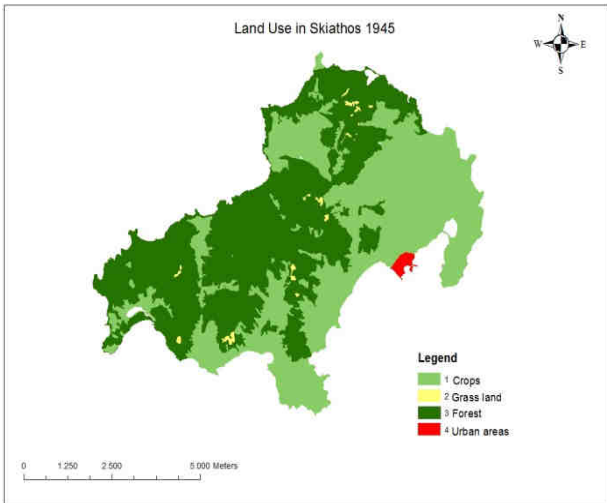 Land Use in Skiathos 1945
N
W E
S
Legend
1 Crops
2 Grass land
3 Forest
4 Urban areas
0 1.250 2.500 5.000 Meters